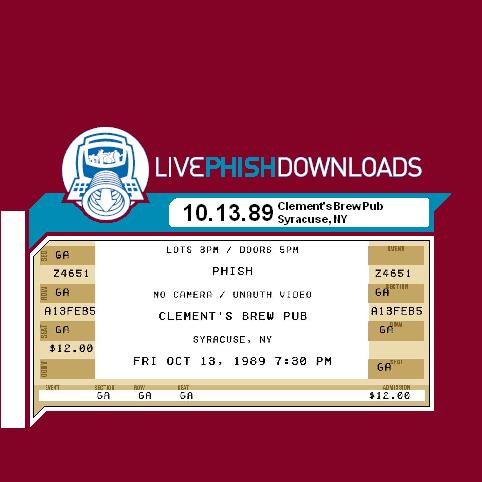 LIVEPHISHDOWNLOADS
10.13.89 Clement's Brew Pub
Syracuse, NY
LOTS 3PM / DOORS 5PM
SEC GA
EVENT
Z4651
PHISH
Z4651
ROW GA
NO CAMERA / UNAUTH VIDEO
SECTION
GA
A13FEB5
CLEMENT'S BREW PUB
A13FEB5
SEAT GA
ROW
GA
$12.00
SYRACUSE, NY
FRI OCT 13, 1989 7:30 PM
SEAT
GA
EVENT SECTION ROW SEAT ADMISSION
GA GA GA $12.00